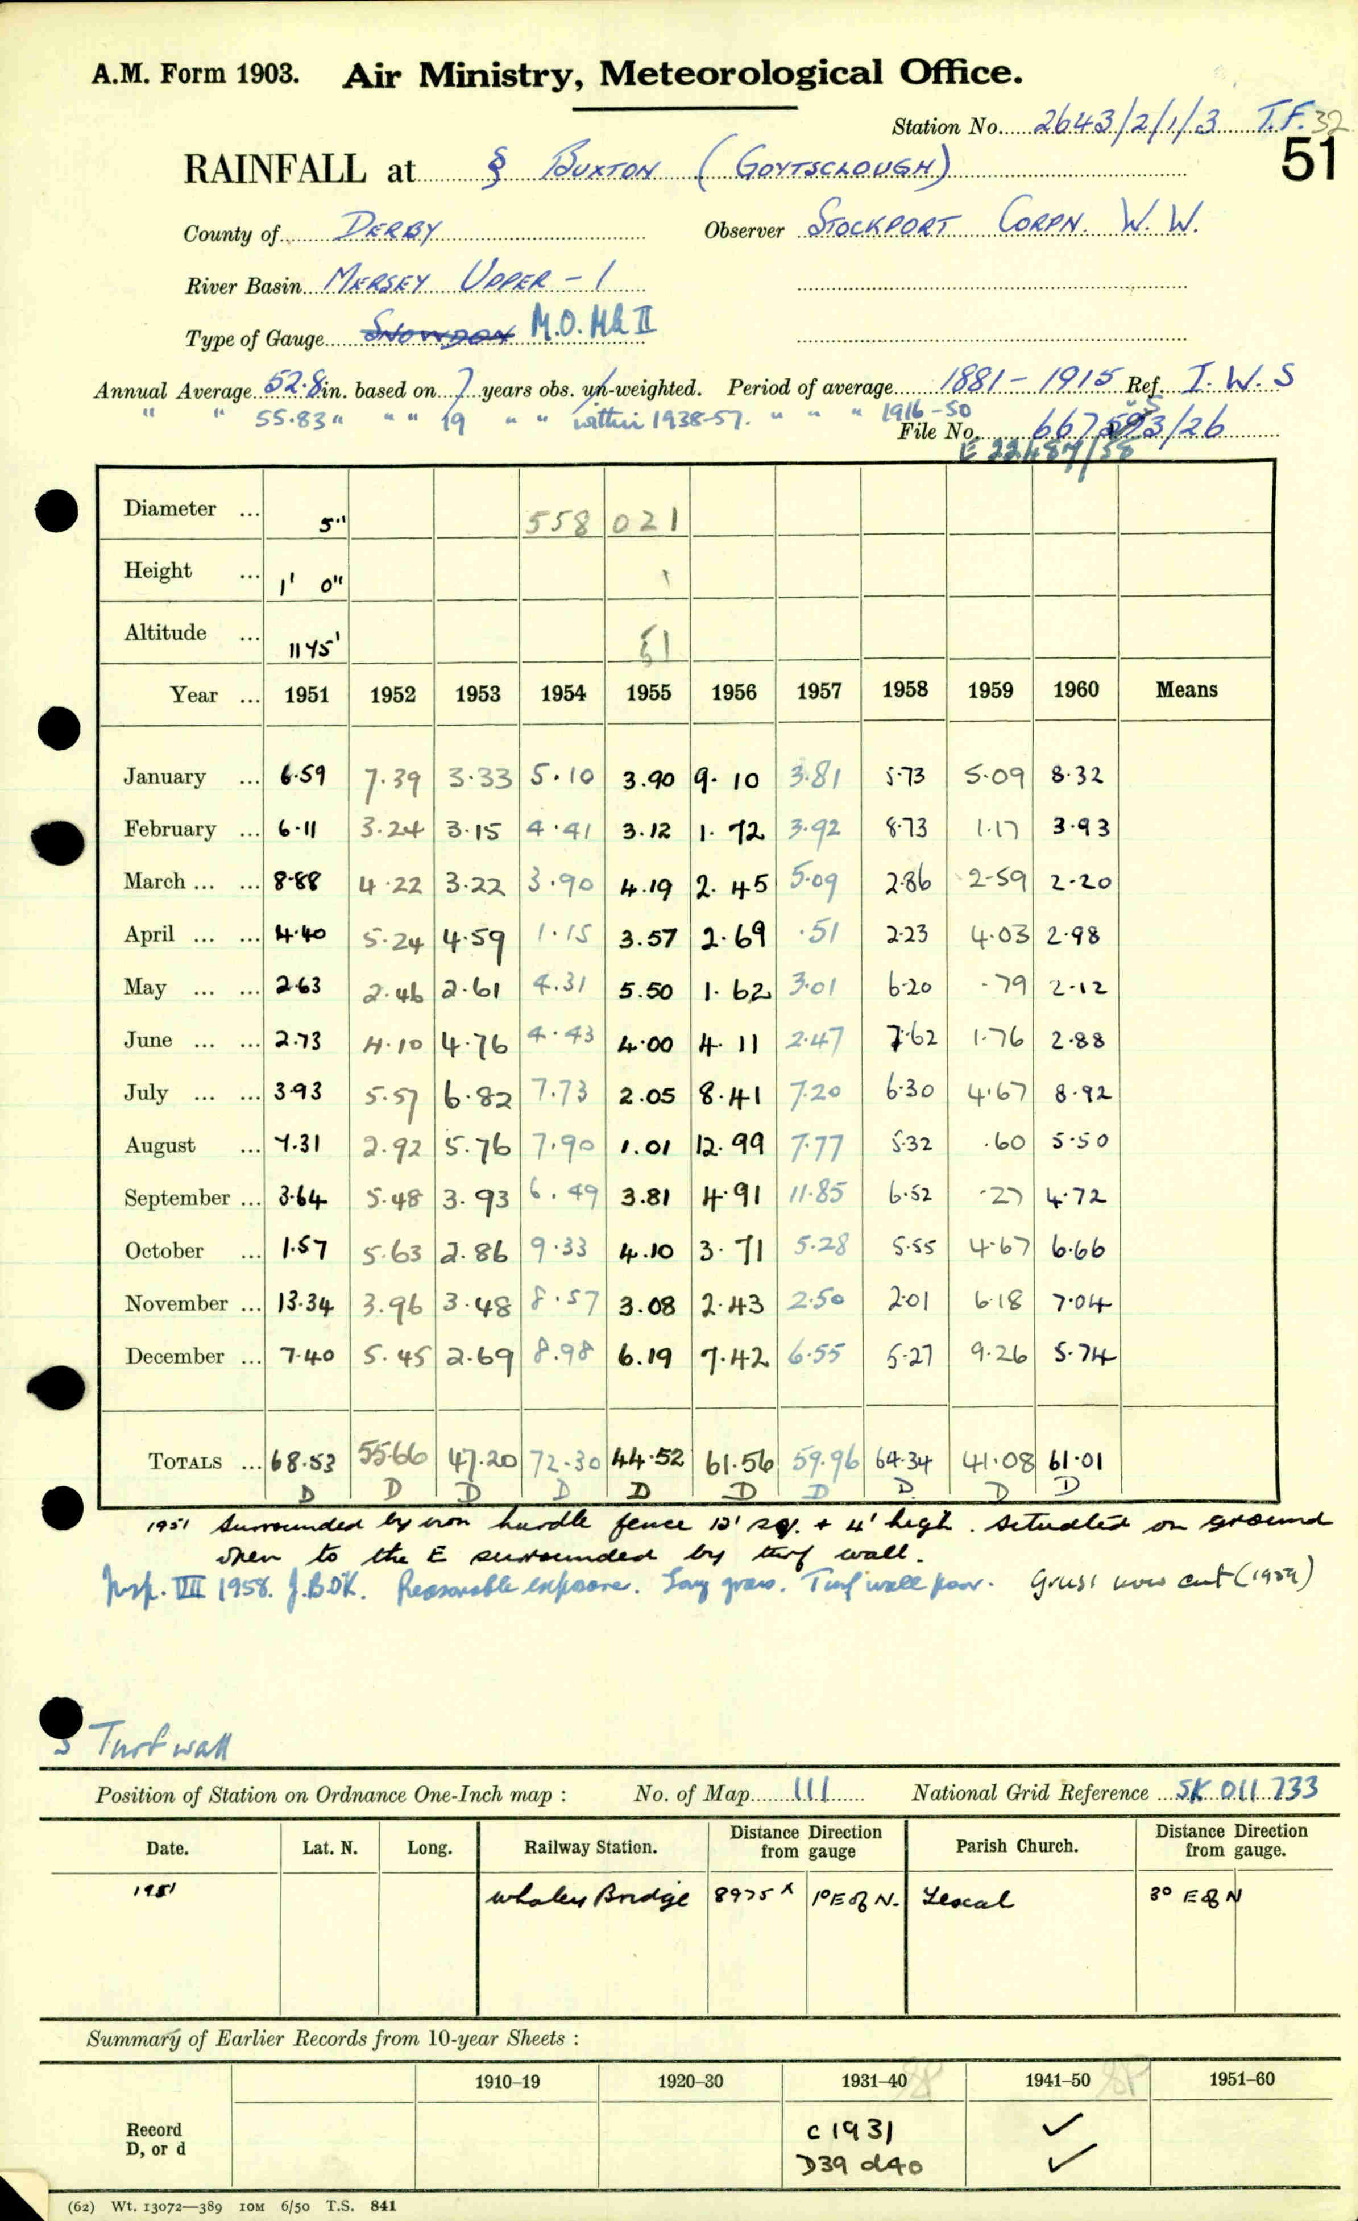 A.M. Form 1903. Air Ministry, Meteorological Office.
Station No. 2643/2/1/3 T.F. 32
RAINFALL at § BUXTON (GOYTSCLOUGH) 51
County of DERBY Observer STOCKPORT CORPN. W.W.
River Basin MERSEY UPPER - 1
Type of Gauge SNOWDON M.O. Mk II
Annual Average 52.8 in. based on 7 years obs. un-weighted. Period of average 1881 - 1915 Ref. I.W.S
" " 55.83 " " " 19 " " within 1938-57. " " " 1916-50
File No. 3/26
E 22487/58
Diameter ... 5" 558 021
Height ... 1' 0"
Altitude ... 1145' 51
Year ... 1951 1952 1953 1954 1955 1956 1957 1958 1959 1960 Means
January ... 6.59 7.39 3.33 5.10 3.90 9.10 3.81 5.73 5.09 8.32
February ... 6.11 3.24 3.15 4.41 3.12 1.72 3.92 8.73 1.17 3.93
March ... ... 8.88 4.22 3.22 3.90 4.19 2.45 5.09 2.86 2.59 2.20
April ... ... 4.40 5.24 4.59 1.15 3.57 2.69 .51 2.23 4.03 2.98
May ... ... 2.63 2.46 2.61 4.31 5.50 1.62 3.01 6.20 .79 2.12
June ... ... 2.73 4.10 4.76 4.43 4.00 4.11 2.47 7.62 1.76 2.88
July ... ... 3.93 5.57 6.82 7.73 2.05 8.41 7.20 6.30 4.67 8.92
August ... 7.31 2.92 5.76 7.90 1.01 12.99 7.77 5.32 .60 5.50
September ... 3.64 5.48 3.93 6.49 3.81 4.91 11.85 6.52 .27 4.72
October ... 1.57 5.63 2.86 9.33 4.10 3.71 5.28 5.55 4.67 6.66
November ... 13.34 3.96 3.48 8.57 3.08 2.43 2.50 2.01 6.18 7.04
December ... 7.40 5.45 2.69 8.98 6.19 7.42 6.55 5.27 9.26 5.74
TOTALS ... 68.53 55.66 47.20 72.30 44.52 61.56 59.96 64.34 41.08 61.01
D D D D D D D D D D
1951 Surrounded by iron hurdle fence 12' sq. + 4' high. Situated on ground
open to the E surrounded by turf wall.
Insp. VIII 1958. J.BDK. Reasonable exposure. Long grass. Turf wall poor. Grass now cut (1959)
Turf wall
Position of Station on Ordnance One-Inch map : No. of Map 111 National Grid Reference SK 011 733
Date. Lat. N. Long. Railway Station. Distance Direction from gauge Parish Church. Distance Direction from gauge.
1951 Whaley Bridge 8975 x 1° E of N. 3° E of N
Summary of Earlier Records from 10-year Sheets :
1910–19 1920–30 1931–40 1941–50 1951–60
Record D, or d
c 1931 ✓
D39 d40 ✓
(62) Wt. 13072—389 10M 6/50 T.S. 841